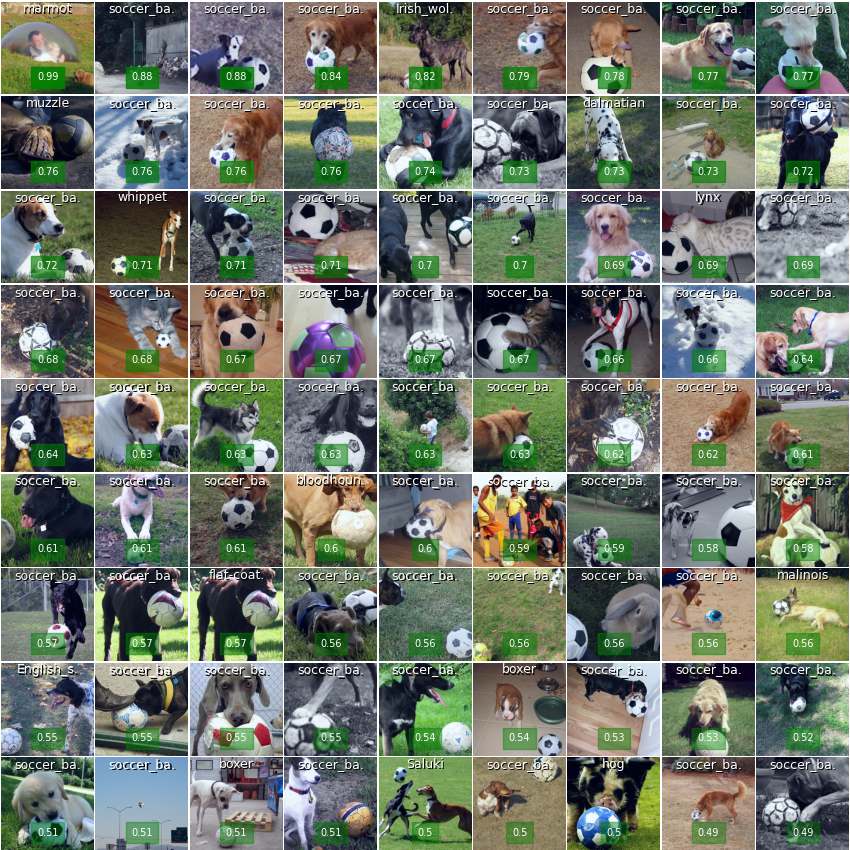 marmot soccer_ba. soccer_ba. soccer_ba. Irish_wol. soccer_ba. soccer_ba. soccer_ba. soccer_ba.
0.99 0.88 0.88 0.84 0.82 0.79 0.78 0.77 0.77
muzzle soccer_ba. soccer_ba. soccer_ba. soccer_ba. soccer_ba. dalmatian soccer_ba. soccer_ba.
0.76 0.76 0.76 0.76 0.74 0.73 0.73 0.73 0.72
soccer_ba. whippet soccer_ba. soccer_ba. soccer_ba. soccer_ba. soccer_ba. lynx soccer_ba.
0.72 0.71 0.71 0.71 0.7 0.7 0.69 0.69 0.69
soccer_ba. soccer_ba. soccer_ba. soccer_ba. soccer_ba. soccer_ba. soccer_ba. soccer_ba. soccer_ba.
0.68 0.68 0.67 0.67 0.67 0.67 0.66 0.66 0.64
soccer_ba. soccer_ba. soccer_ba. soccer_ba. soccer_ba. soccer_ba. soccer_ba. soccer_ba. soccer_ba.
0.64 0.63 0.63 0.63 0.63 0.63 0.62 0.62 0.61
soccer_ba. soccer_ba. soccer_ba. bloodhoun. soccer_ba. soccer_ba. soccer_ba. soccer_ba. soccer_ba.
0.61 0.61 0.61 0.6 0.6 0.59 0.59 0.58 0.58
soccer_ba. soccer_ba. flat-coat. soccer_ba. soccer_ba. soccer_ba. soccer_ba. soccer_ba. malinois
0.57 0.57 0.57 0.56 0.56 0.56 0.56 0.56 0.56
English_s. soccer_ba. soccer_ba. soccer_ba. soccer_ba. boxer soccer_ba. soccer_ba. soccer_ba.
0.55 0.55 0.55 0.55 0.54 0.54 0.53 0.53 0.52
soccer_ba. soccer_ba. boxer soccer_ba. Saluki soccer_ba. hog soccer_ba. soccer_ba.
0.51 0.51 0.51 0.51 0.5 0.5 0.5 0.49 0.49